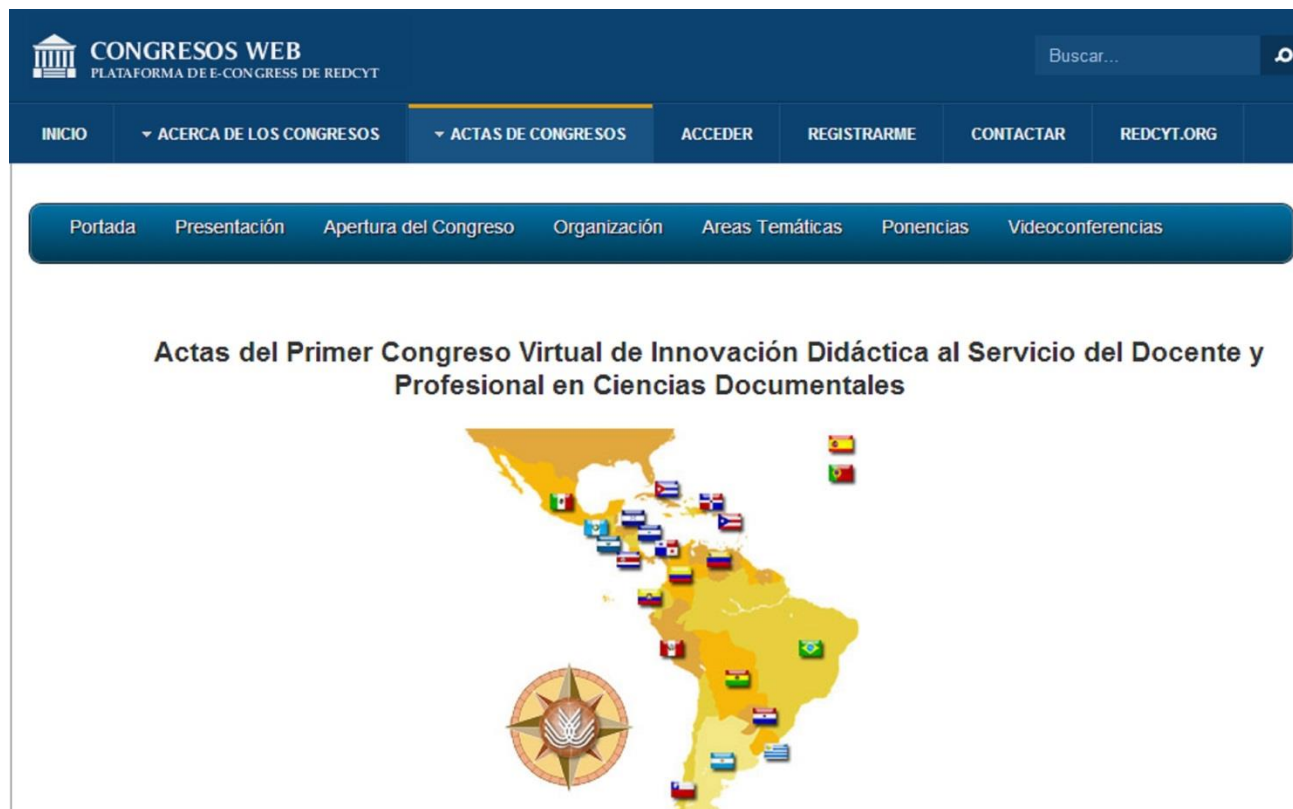 CONGRESOS WEB
PLATAFORMA DE E-CONGRESS DE REDCYT
Buscar...
INICIO
ACERCA DE LOS CONGRESOS
ACTAS DE CONGRESOS
ACCEDER
REGISTRARME
CONTACTAR
REDCYT.ORG
Portada
Presentación
Apertura del Congreso
Organización
Areas Temáticas
Ponencias
Videoconferencias
Actas del Primer Congreso Virtual de Innovación Didáctica al Servicio del Docente y
Profesional en Ciencias Documentales